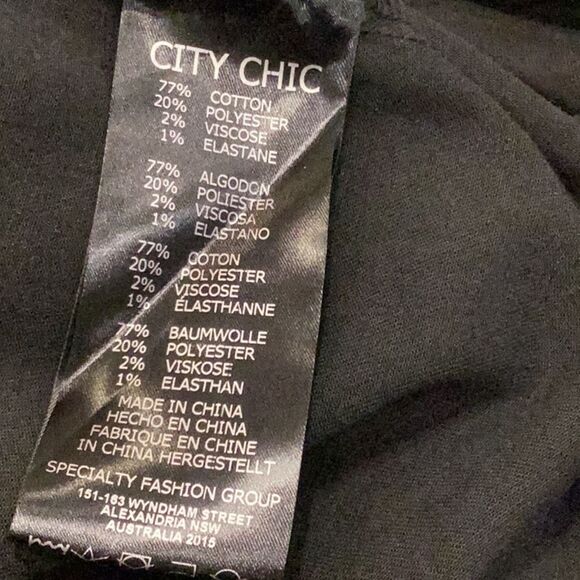 CITY CHIC
77% COTTON
20% POLYESTER
2% VISCOSE
1% ELASTANE
77% ALGODON
20% POLIESTER
2% VISCOSA
1% ELASTANO
77% COTON
20% POLYESTER
2% VISCOSE
1% ÉLASTHANNE
77% BAUMWOLLE
20% POLYESTER
2% VISKOSE
1% ELASTHAN
MADE IN CHINA
HECHO EN CHINA
FABRIQUE EN CHINE
IN CHINA HERGESTELLT
SPECIALTY FASHION GROUP
151-163 WYNDHAM STREET
ALEXANDRIA NSW
AUSTRALIA 2015